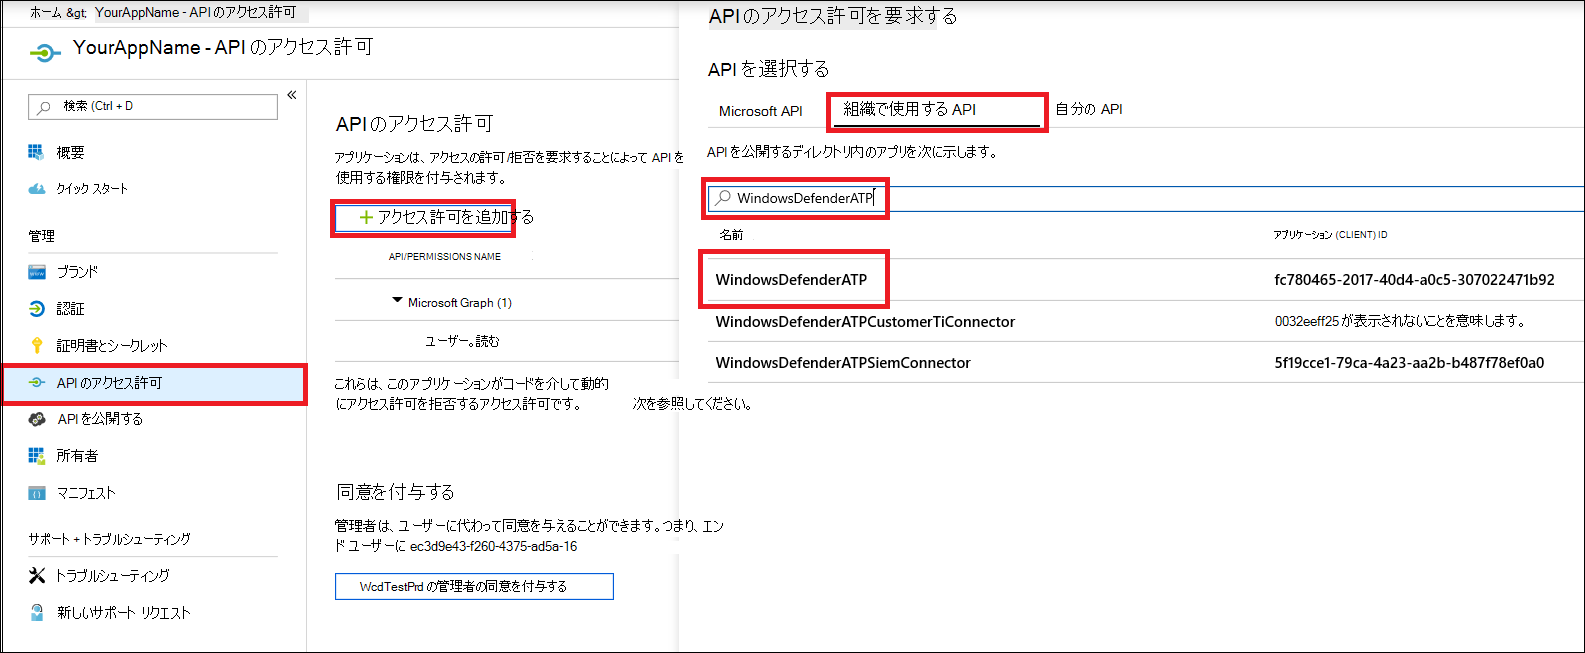 ホーム &gt; YourAppName - API のアクセス許可
YourAppName - API のアクセス許可
検索 (Ctrl + D
«
概要
クイック スタート
管理
ブランド
認証
証明書とシークレット
API のアクセス許可
API を公開する
所有者
マニフェスト
サポート + トラブルシューティング
トラブルシューティング
新しいサポート リクエスト
API のアクセス許可
アプリケーションは、アクセスの許可/拒否を要求することによって API を
使用する権限を付与されます。
アクセス許可を追加する
API/PERMISSIONS NAME
Microsoft Graph (1)
ユーザー。読む
これらは、このアプリケーションがコードを介して動的
にアクセス許可を拒否するアクセス許可です。 次を参照してください。
同意を付与する
管理者は、ユーザーに代わって同意を与えることができます。つまり、エン
ド ユーザーに ec3d9e43-f260-4375-ad5a-16
WcdTestPrd の管理者の同意を付与する
API のアクセス許可を要求する
API を選択する
Microsoft API 組織で使用する API 自分の API
API を公開するディレクトリ内のアプリを次に示します。
WindowsDefenderATP
名前 アプリケーション (CLIENT) ID
WindowsDefenderATP fc780465-2017-40d4-a0c5-307022471b92
WindowsDefenderATPCustomerTiConnector 0032eeff25 が表示されないことを意味します。
WindowsDefenderATPSiemConnector 5f19cce1-79ca-4a23-aa2b-b487f78ef0a0